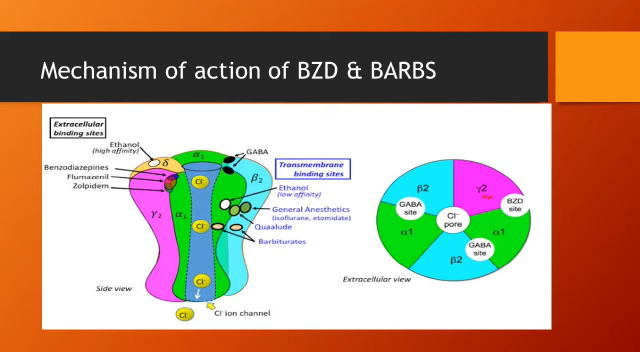 Mechanism of action of BZD & BARBS
Extracellular
binding sites
Ethanol
(high affinity)
δ
α1
GABA
Benzodiazepines
Flumazenil
Zolpidem
Cl⁻
β2
Transmembrane
binding sites
Ethanol
(low affinity)
γ2
α1
General Anesthetics
(isoflurane, etomidate)
Cl⁻
Quaalude
Barbiturates
Cl⁻
Side view
Cl⁻
Cl⁻ ion channel
β2
γ2
GABA
site
BZD
site
Cl⁻
pore
α1
α1
GABA
site
β2
Extracellular view